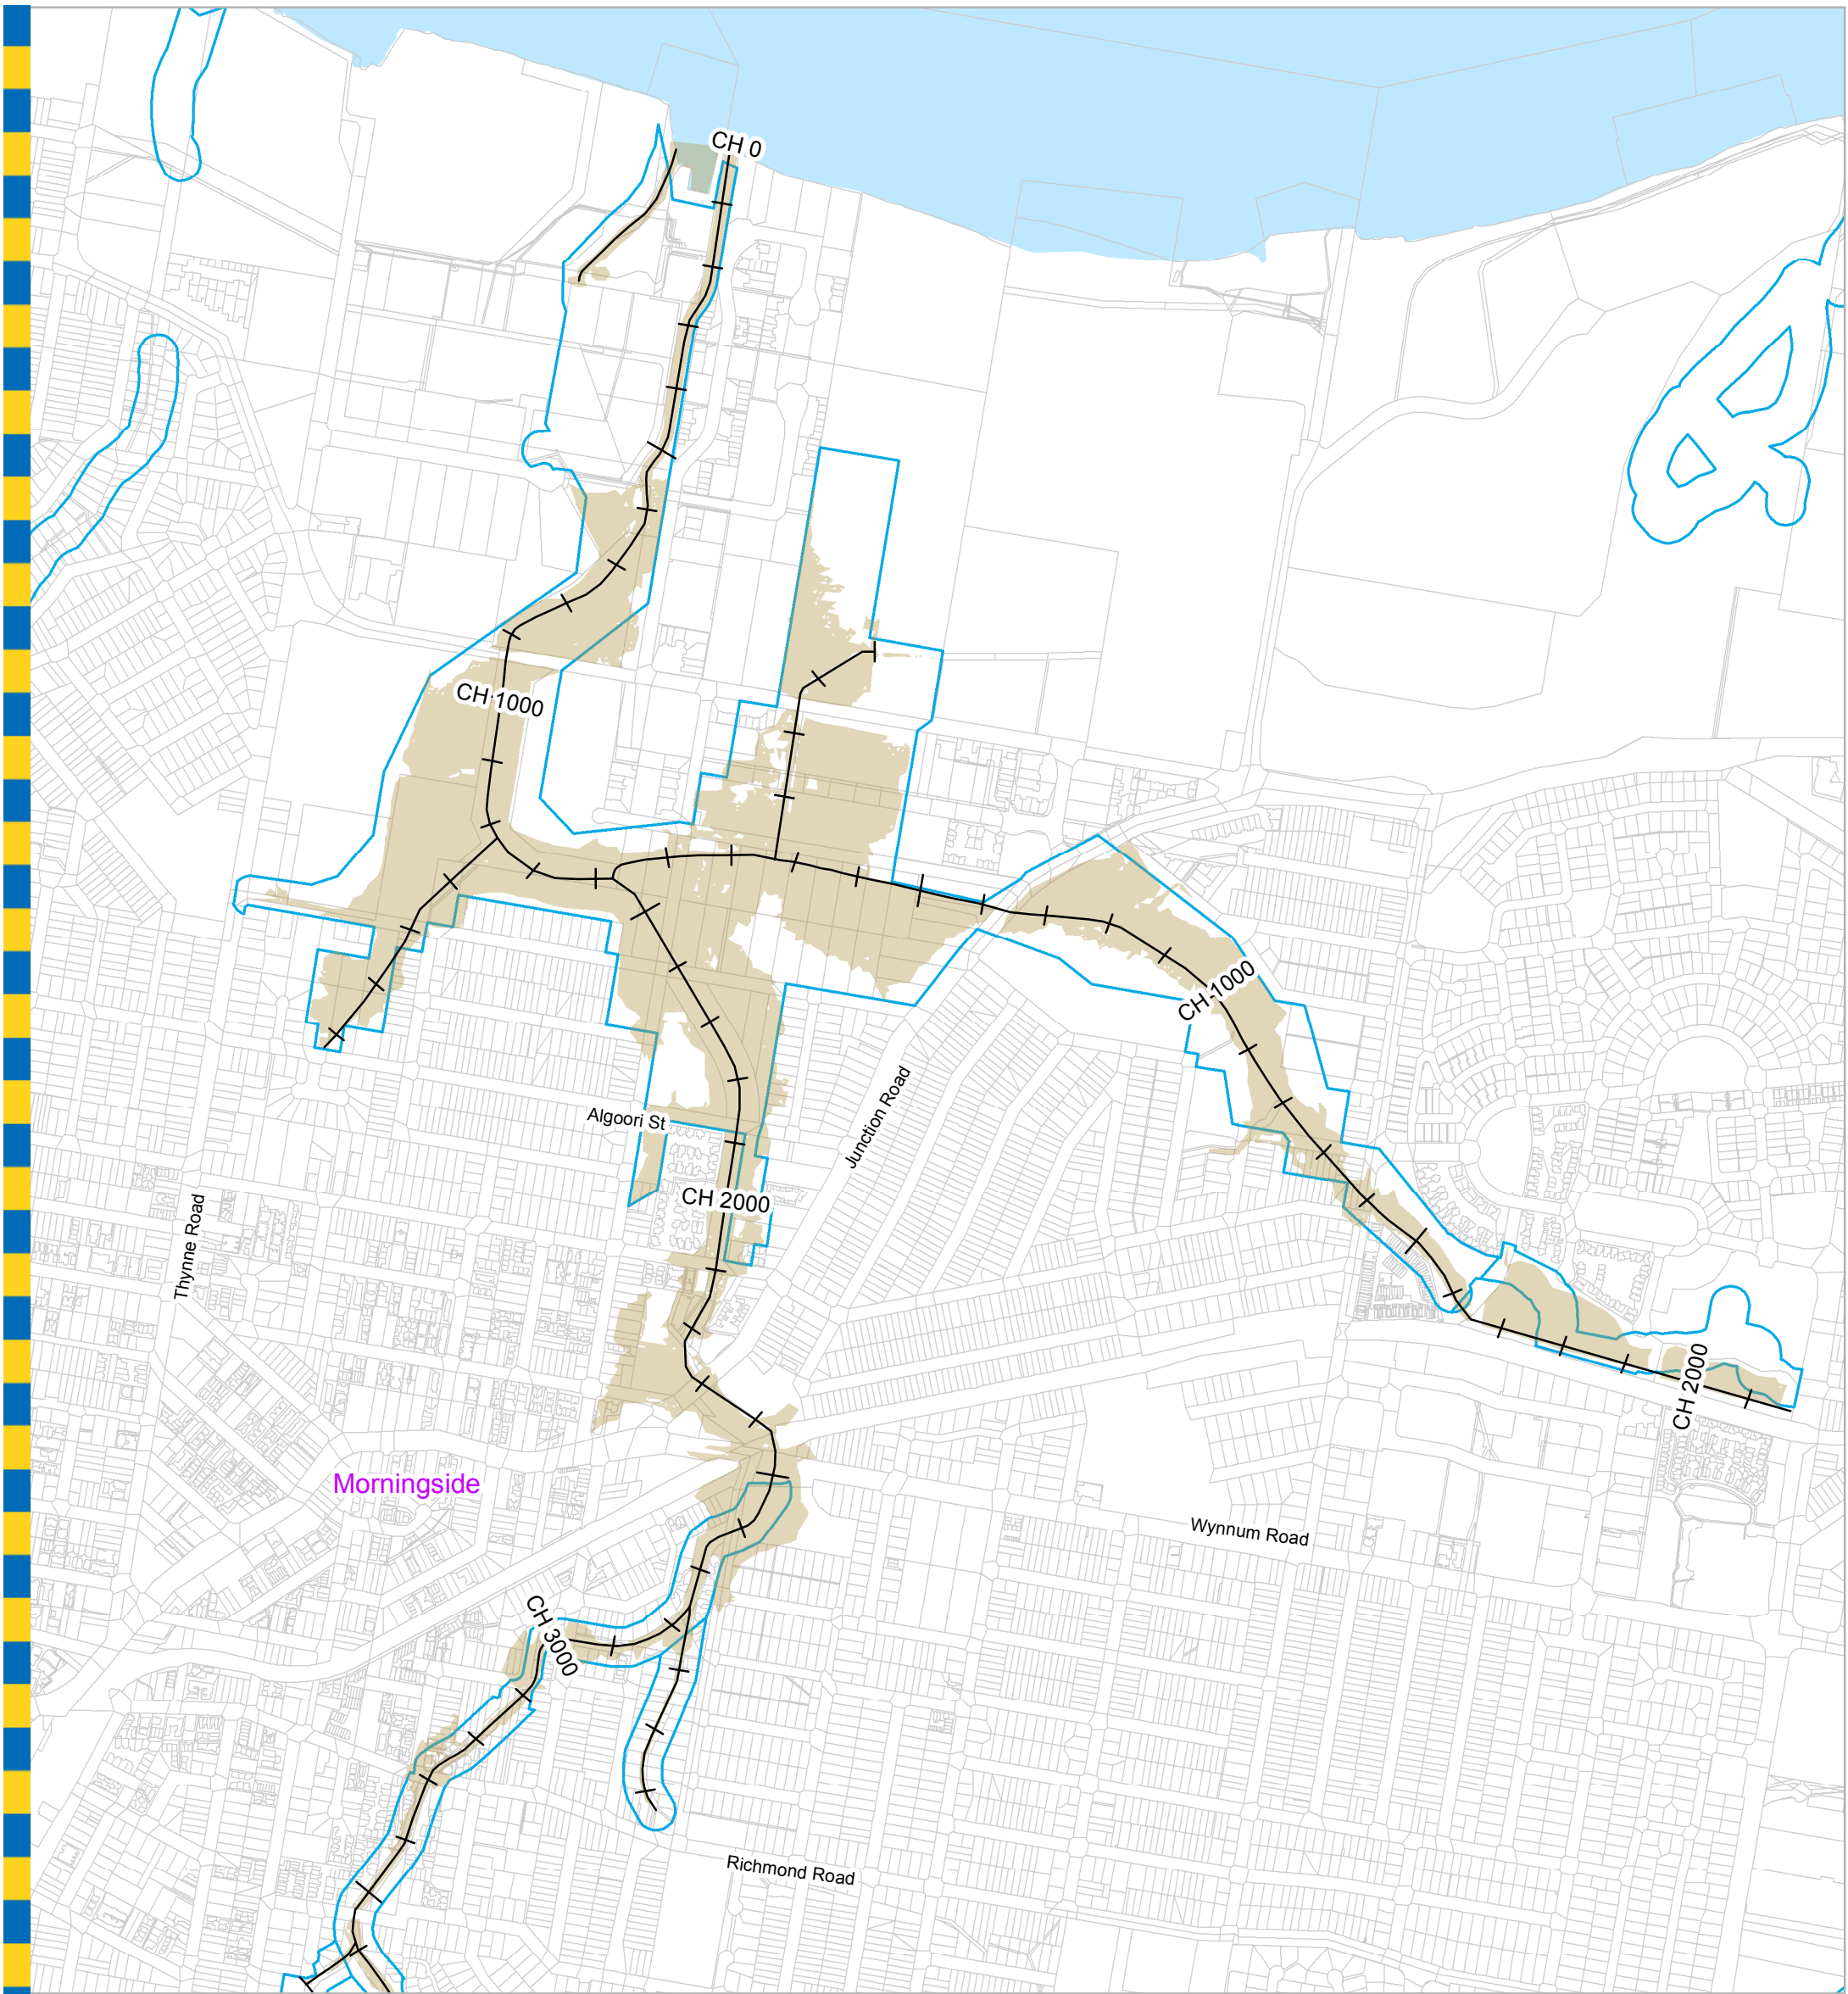 CH 0
CH 1000
CH 1000
Algoori St
Junction Road
CH 2000
Thynne Road
CH 2000
Morningside
Wynnum Road
CH 3000
Richmond Road